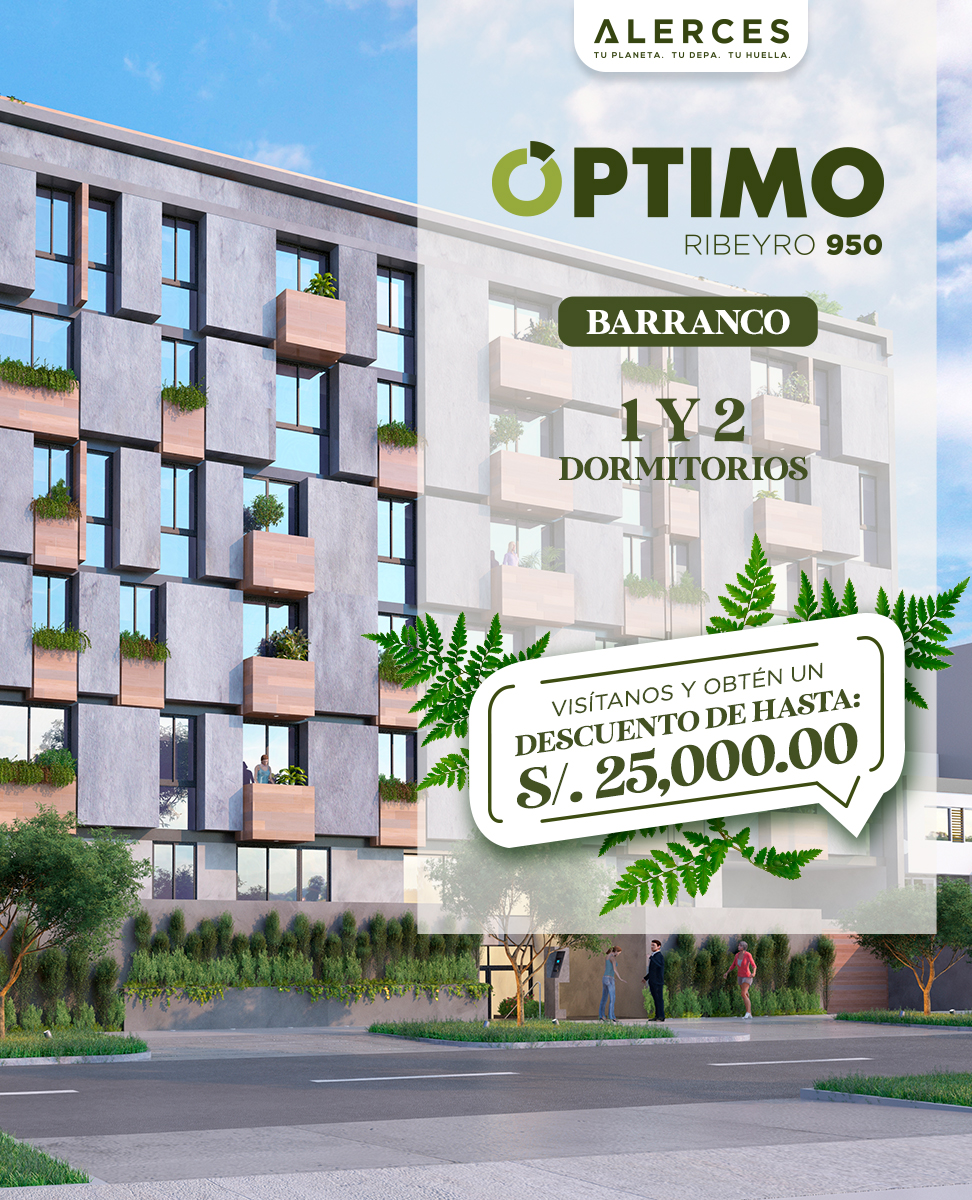 ALERCES
TU PLANETA. TU DEPA. TU HUELLA.
ÓPTIMO
RIBEYRO 950
BARRANCO
1 Y 2
DORMITORIOS
VISÍTANOS Y OBTÉN UN
DESCUENTO DE HASTA:
S/. 25,000.00